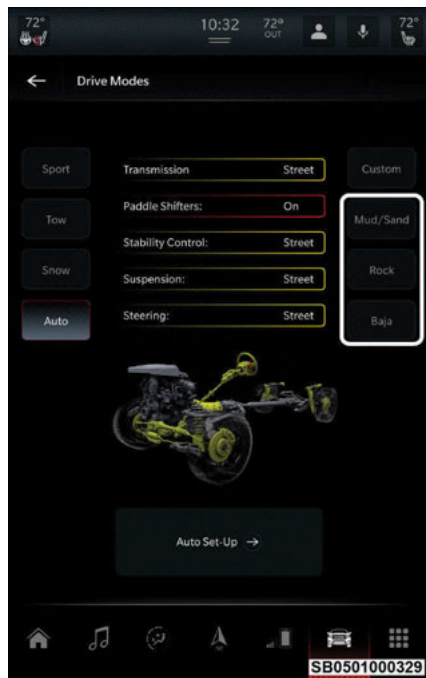 72° 10:32 72° 72°
OUT
Drive Modes
Sport Transmission Street Custom
Paddle Shifters: On
Tow Mud/Sand
Stability Control: Street
Snow Suspension: Street Rock
Auto Steering: Street Baja
Auto Set-Up →
SB0501000329